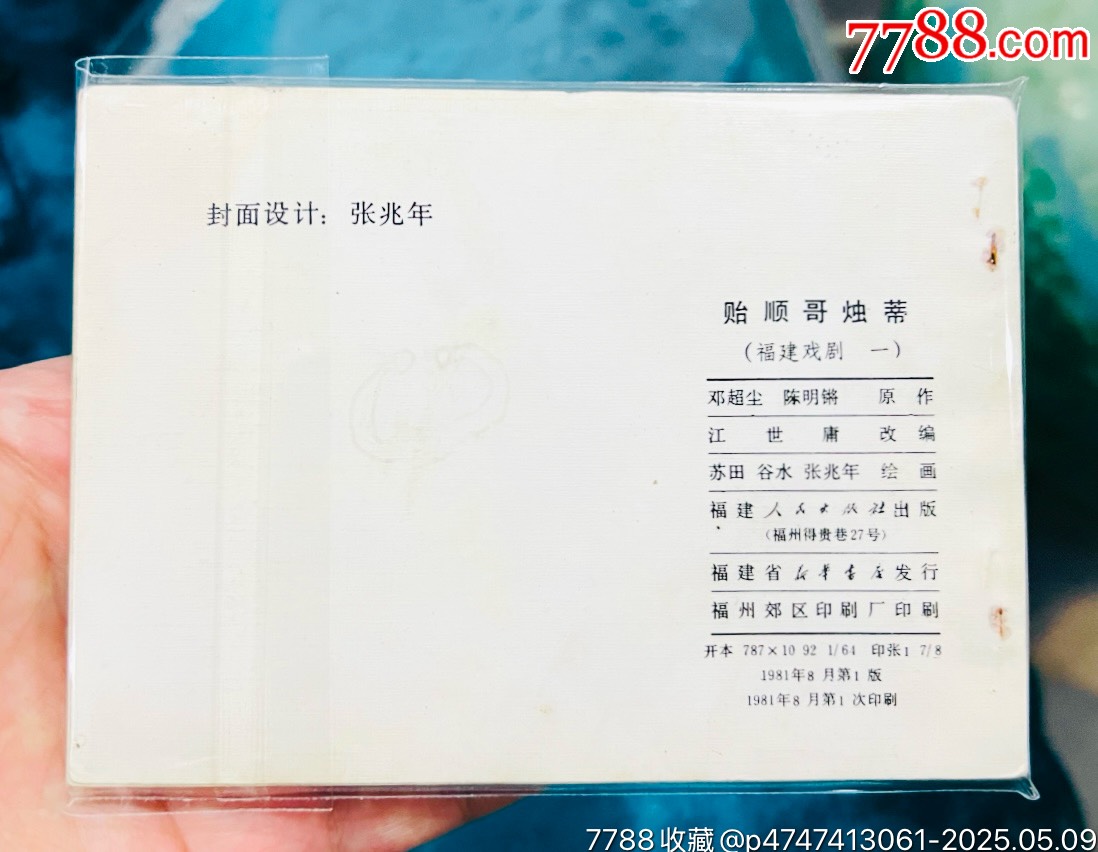 7788.com
封面设计：张兆年
贻顺哥烛蒂
（福建戏剧 一）
邓超尘 陈明锵 原作
江世庸 改编
苏田 谷水 张兆年 绘画
福建人民出版社出版
（福州得贵巷27号）
福建省新华书店发行
福州郊区印刷厂印刷
开本 787×1092 1/64 印张1 7/8
1981年8月第1版
1981年8月第1次印刷
7788收藏@p4747413061-2025.05.09